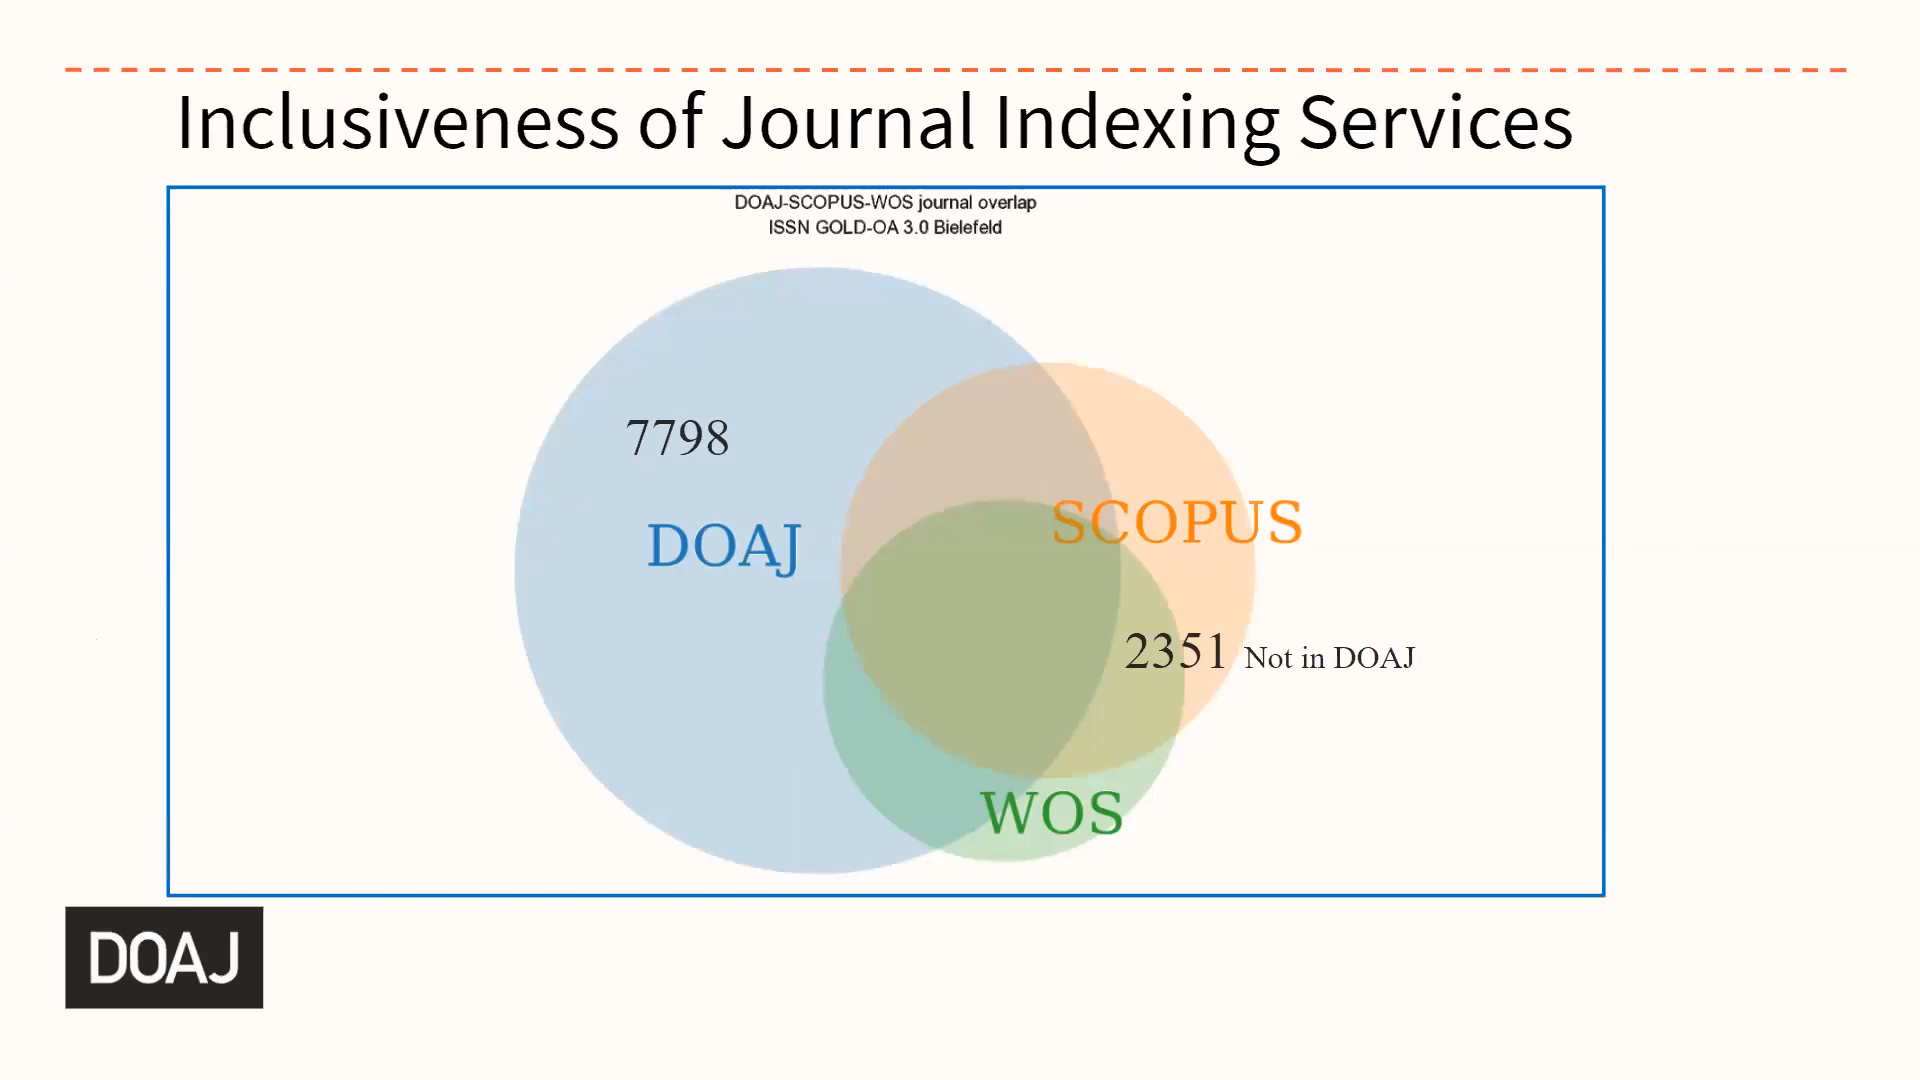 Inclusiveness of Journal Indexing Services
DOAJ-SCOPUS-WOS journal overlap
ISSN GOLD-OA 3.0 Bielefeld
7798
DOAJ
SCOPUS
2351 Not in DOAJ
WOS
DOAJ